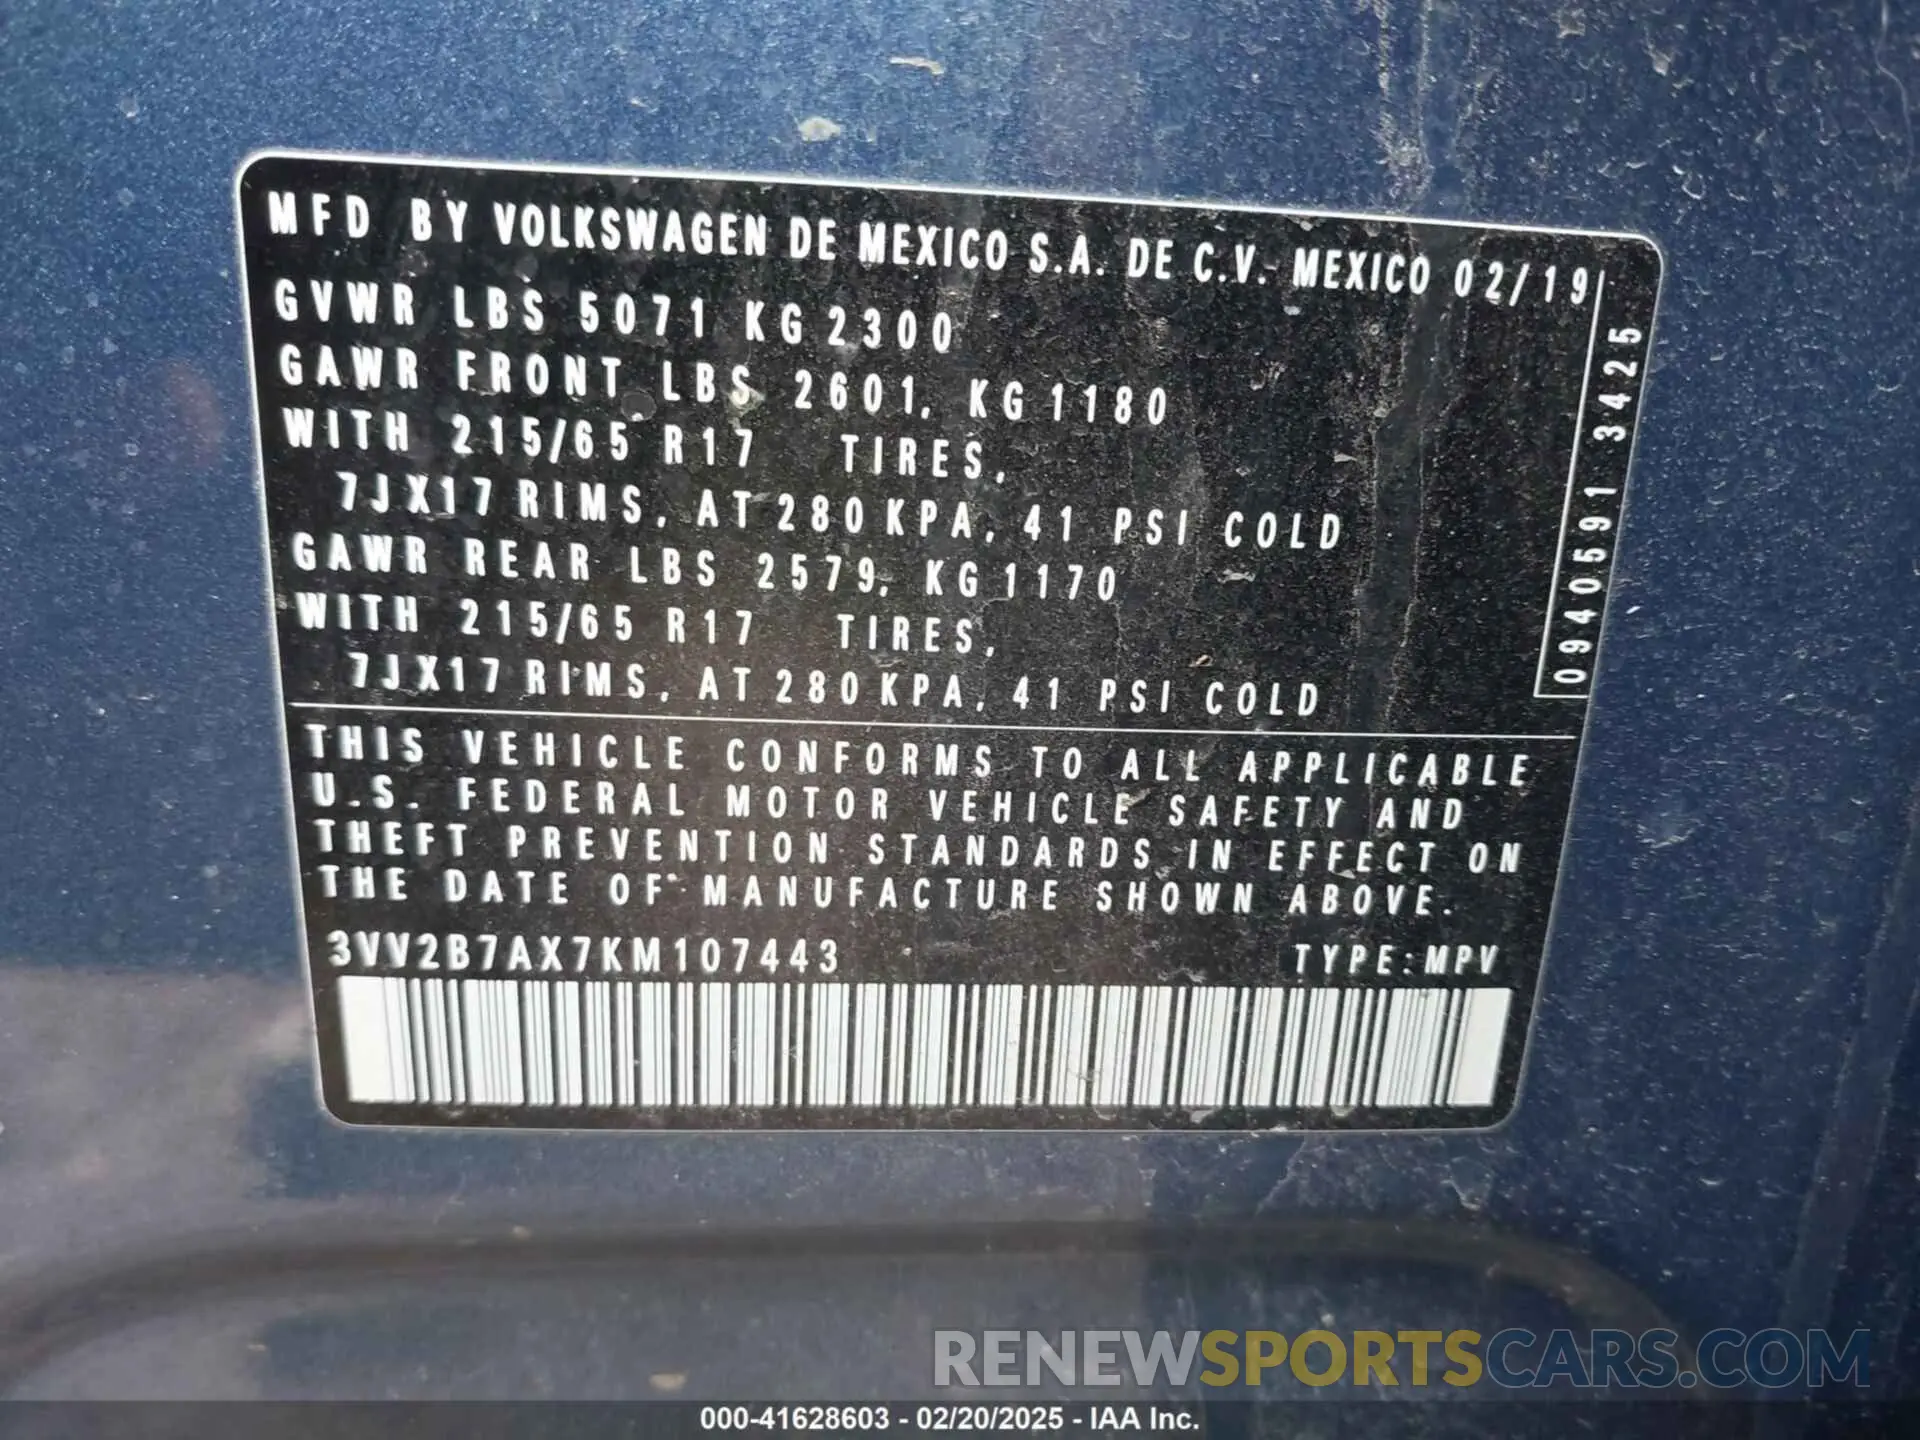 MFD BY VOLKSWAGEN DE MEXICO S.A. DE C.V. MEXICO 02/19
GVWR LBS 5071 KG 2300
GAWR FRONT LBS 2601, KG 1180
WITH 215/65 R17 TIRES,
7JX17 RIMS, AT 280 KPA, 41 PSI COLD
GAWR REAR LBS 2579, KG 1170
WITH 215/65 R17 TIRES,
7JX17 RIMS, AT 280 KPA, 41 PSI COLD
0940591 3425
THIS VEHICLE CONFORMS TO ALL APPLICABLE
U.S. FEDERAL MOTOR VEHICLE SAFETY AND
THEFT PREVENTION STANDARDS IN EFFECT ON
THE DATE OF MANUFACTURE SHOWN ABOVE.
3VV2B7AX7KM107443 TYPE:MPV
RENEWSPORTSCARS.COM
000-41628603 - 02/20/2025 - IAA Inc.